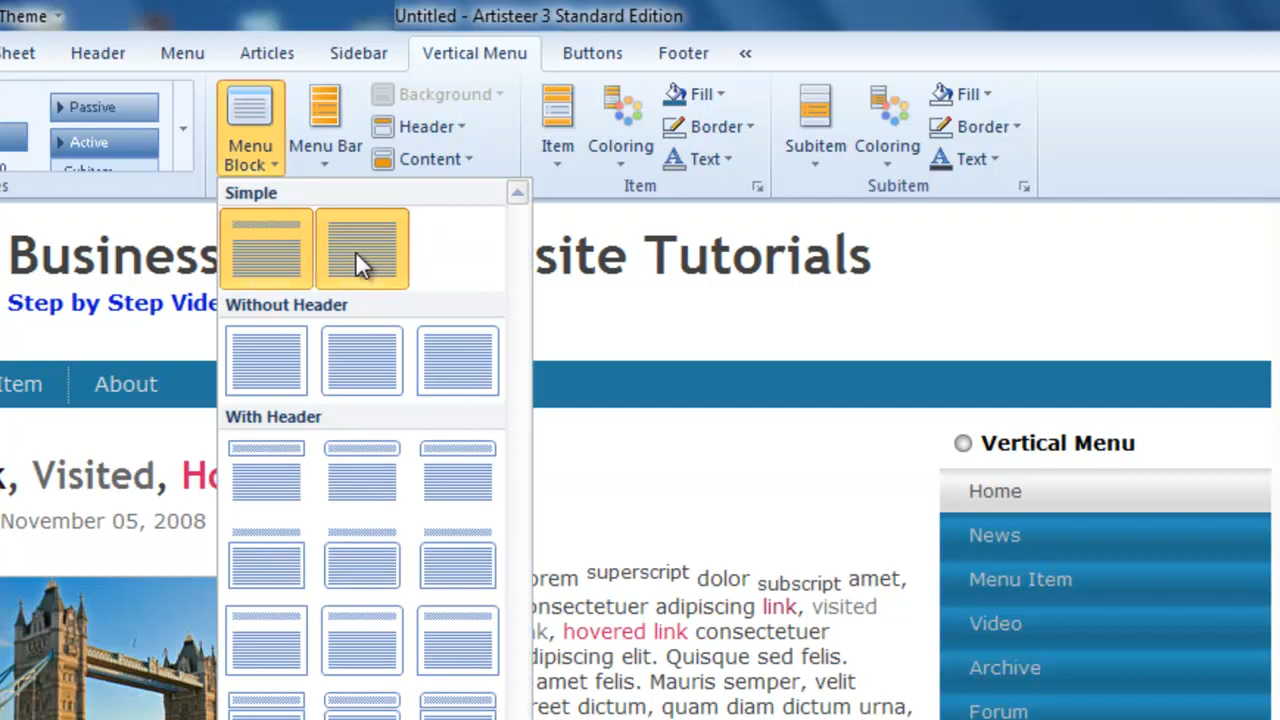 Theme
Untitled - Artisteer 3 Standard Edition
Sheet Header Menu Articles Sidebar Vertical Menu Buttons Footer «
Passive
Active
Subitem
Menu Block
Menu Bar
Background
Header
Content
Item
Coloring
Fill
Border
Text
Subitem
Coloring
Fill
Border
Text
Item
Subitem
Simple
Without Header
With Header
Business site Tutorials
Step by Step Vide
Item About
k, Visited, Ho
November 05, 2008
orem superscript dolor subscript amet,
onsectetuer adipiscing link, visited
nk, hovered link consectetuer
dipiscing elit. Quisque sed felis.
amet felis. Mauris semper, velit
reet dictum, quam diam dictum urna,
Vertical Menu
Home
News
Menu Item
Video
Archive
Forum